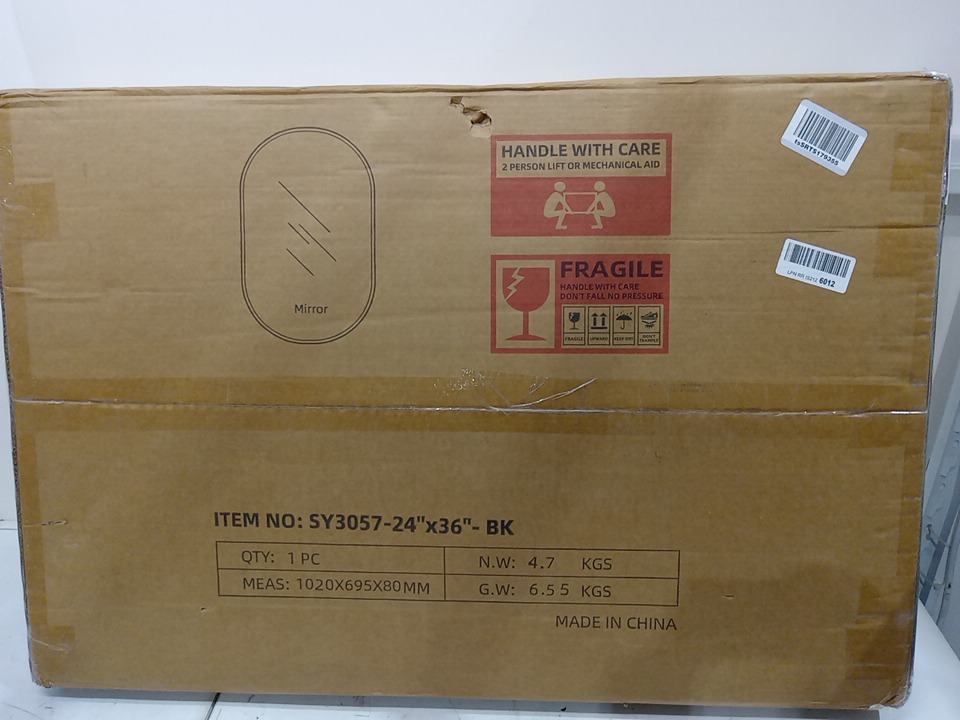 HANDLE WITH CARE
2 PERSON LIFT OR MECHANICAL AID
Mirror
FRAGILE
HANDLE WITH CARE
DON'T FALL NO PRESSURE
FRAGILE UPWARD KEEP DRY DON'T TRAMPLE
6012
ITEM NO: SY3057-24"x36"- BK
QTY: 1 PC N.W: 4.7 KGS
MEAS: 1020X695X80MM G.W: 6.55 KGS
MADE IN CHINA